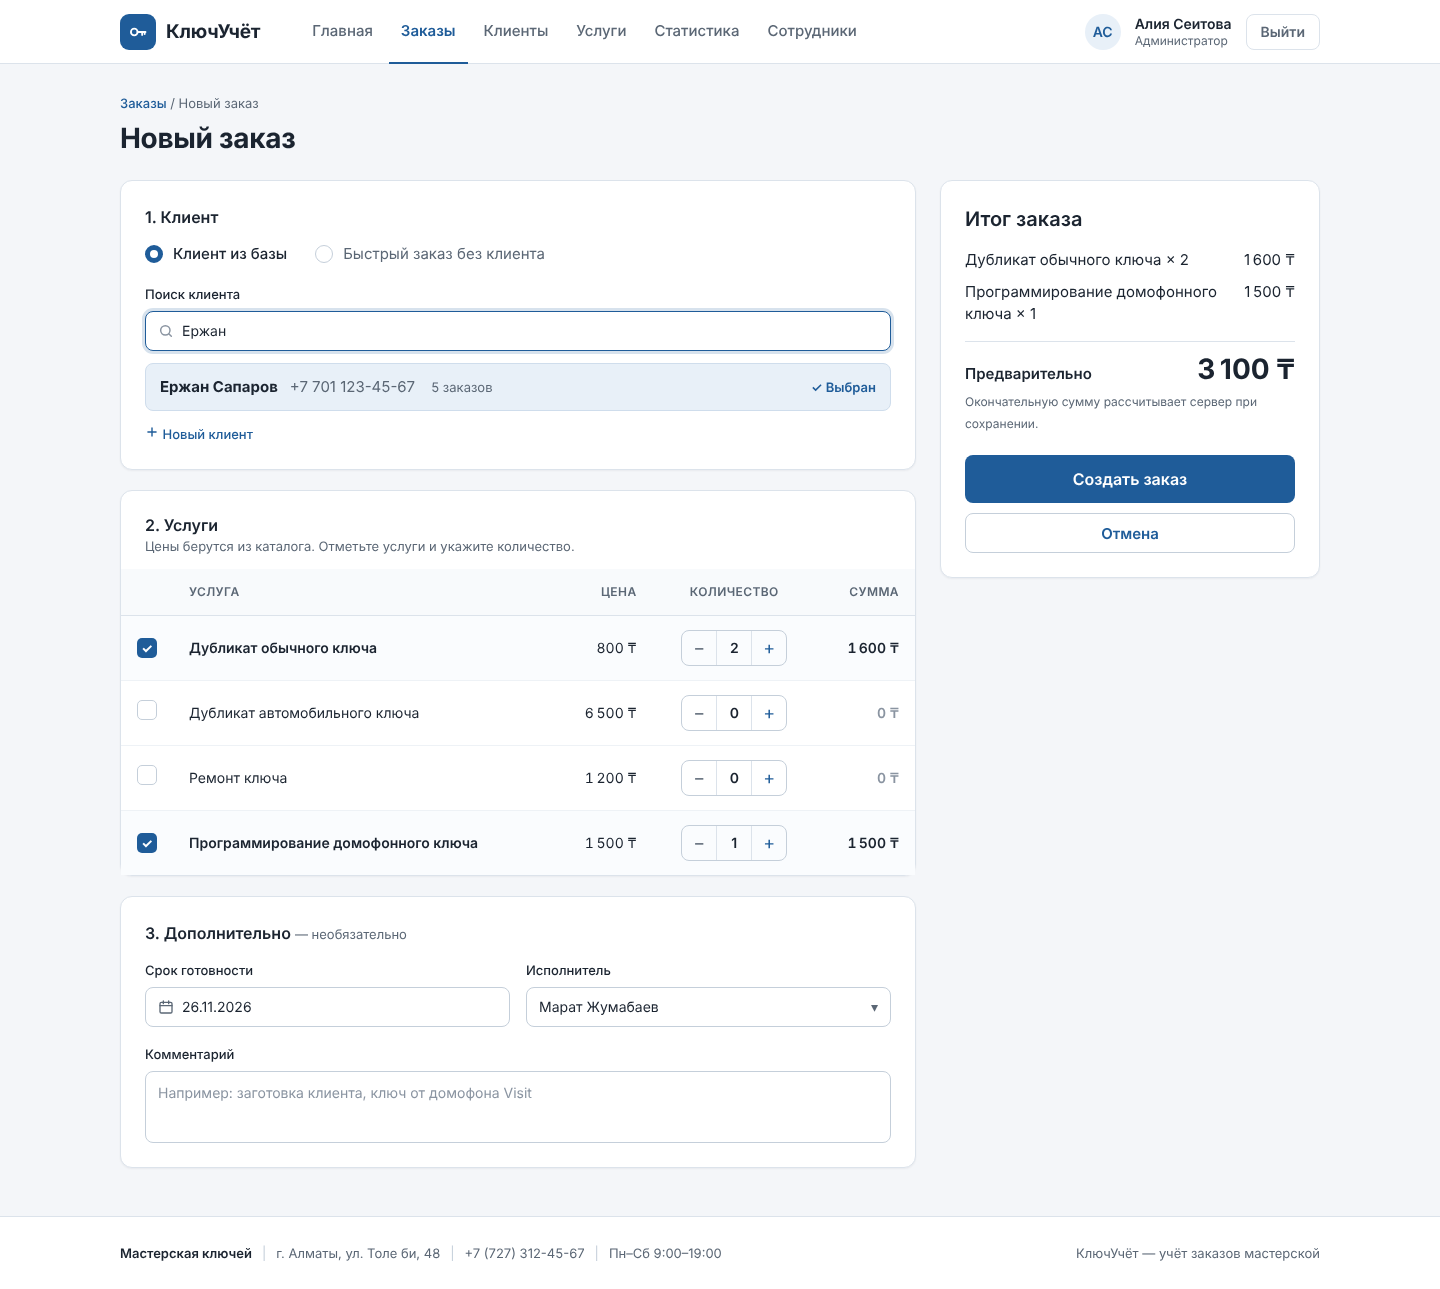 КлючУчёт
Главная
Заказы
Клиенты
Услуги
Статистика
Сотрудники
АС
Алия Сеитова
Администратор
Выйти
Заказы / Новый заказ
Новый заказ
1. Клиент
Клиент из базы
Быстрый заказ без клиента
Поиск клиента
Ержан
Ержан Сапаров +7 701 123-45-67 5 заказов ✓ Выбран
+ Новый клиент
2. Услуги
Цены берутся из каталога. Отметьте услуги и укажите количество.
УСЛУГА ЦЕНА КОЛИЧЕСТВО СУММА
Дубликат обычного ключа 800 ₸ − 2 + 1 600 ₸
Дубликат автомобильного ключа 6 500 ₸ − 0 + 0 ₸
Ремонт ключа 1 200 ₸ − 0 + 0 ₸
Программирование домофонного ключа 1 500 ₸ − 1 + 1 500 ₸
3. Дополнительно — необязательно
Срок готовности
26.11.2026
Исполнитель
Марат Жумабаев ▾
Комментарий
Например: заготовка клиента, ключ от домофона Visit
Итог заказа
Дубликат обычного ключа × 2 1 600 ₸
Программирование домофонного 1 500 ₸
ключа × 1
Предварительно 3 100 ₸
Окончательную сумму рассчитывает сервер при
сохранении.
Создать заказ
Отмена
Мастерская ключей | г. Алматы, ул. Толе би, 48 | +7 (727) 312-45-67 | Пн–Сб 9:00–19:00
КлючУчёт — учёт заказов мастерской